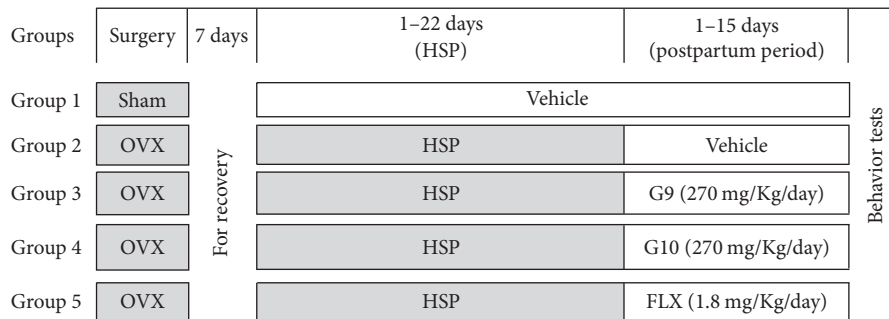 Groups Surgery 7 days 1–22 days (HSP) 1–15 days (postpartum period)
Group 1 Sham Vehicle
Group 2 OVX HSP Vehicle
Group 3 OVX HSP G9 (270 mg/Kg/day)
Group 4 OVX HSP G10 (270 mg/Kg/day)
Group 5 OVX HSP FLX (1.8 mg/Kg/day)
For recovery
Behavior tests